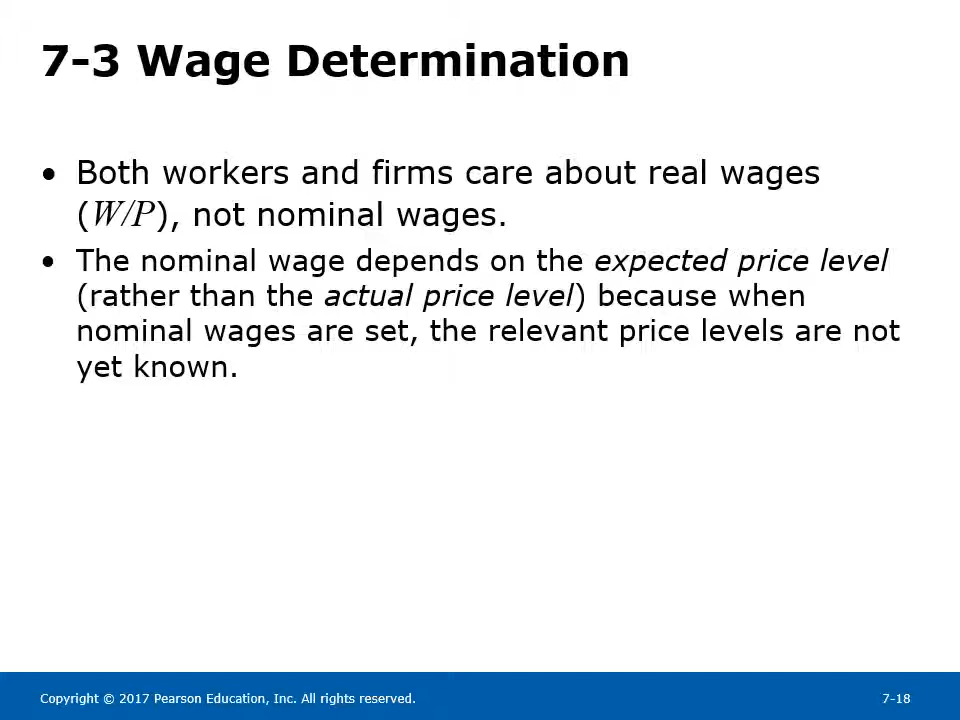 7-3 Wage Determination
• Both workers and firms care about real wages
(W/P), not nominal wages.
• The nominal wage depends on the expected price level
(rather than the actual price level) because when
nominal wages are set, the relevant price levels are not
yet known.
Copyright © 2017 Pearson Education, Inc. All rights reserved.
7-18